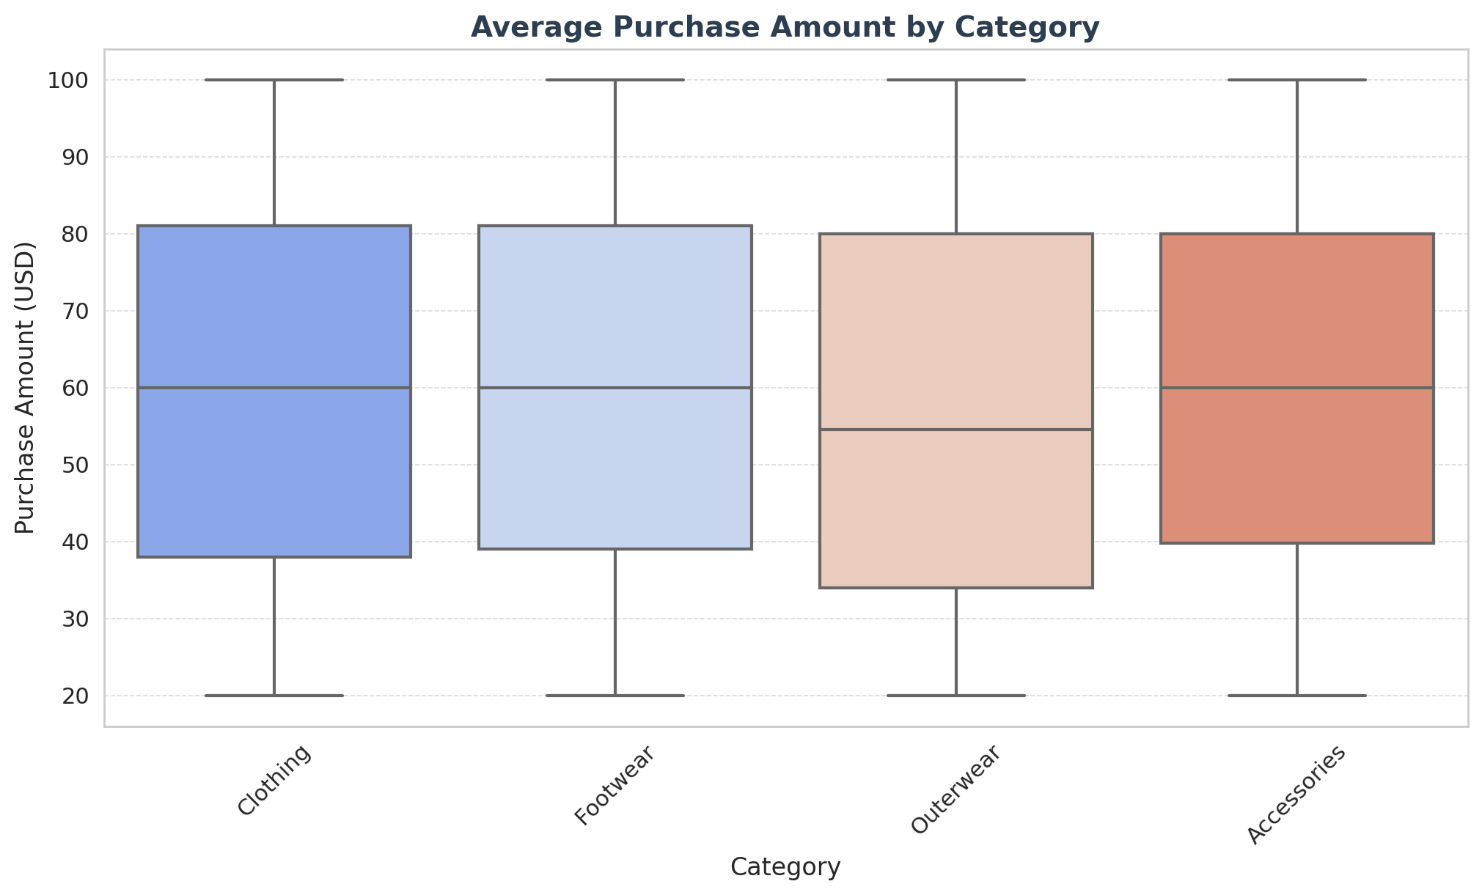 Average Purchase Amount by Category
Purchase Amount (USD)
100
90
80
70
60
50
40
30
20
Clothing
Footwear
Outerwear
Accessories
Category